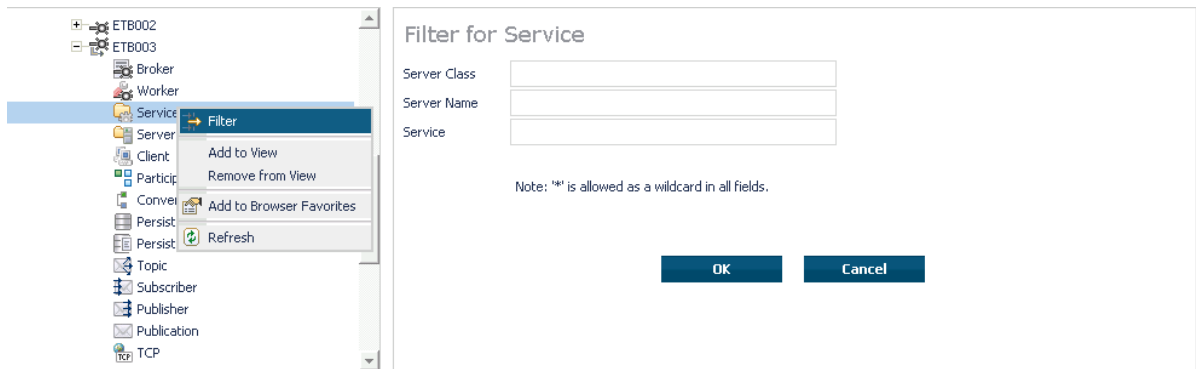 ETB002
ETB003
Broker
Worker
Service
Server
Client
Particip
Conver
Persist
Persist
Topic
Subscriber
Publisher
Publication
TCP
TCP
Filter
Add to View
Remove from View
Add to Browser Favorites
Refresh
Filter for Service
Server Class
Server Name
Service
Note: '*' is allowed as a wildcard in all fields.
OK
Cancel